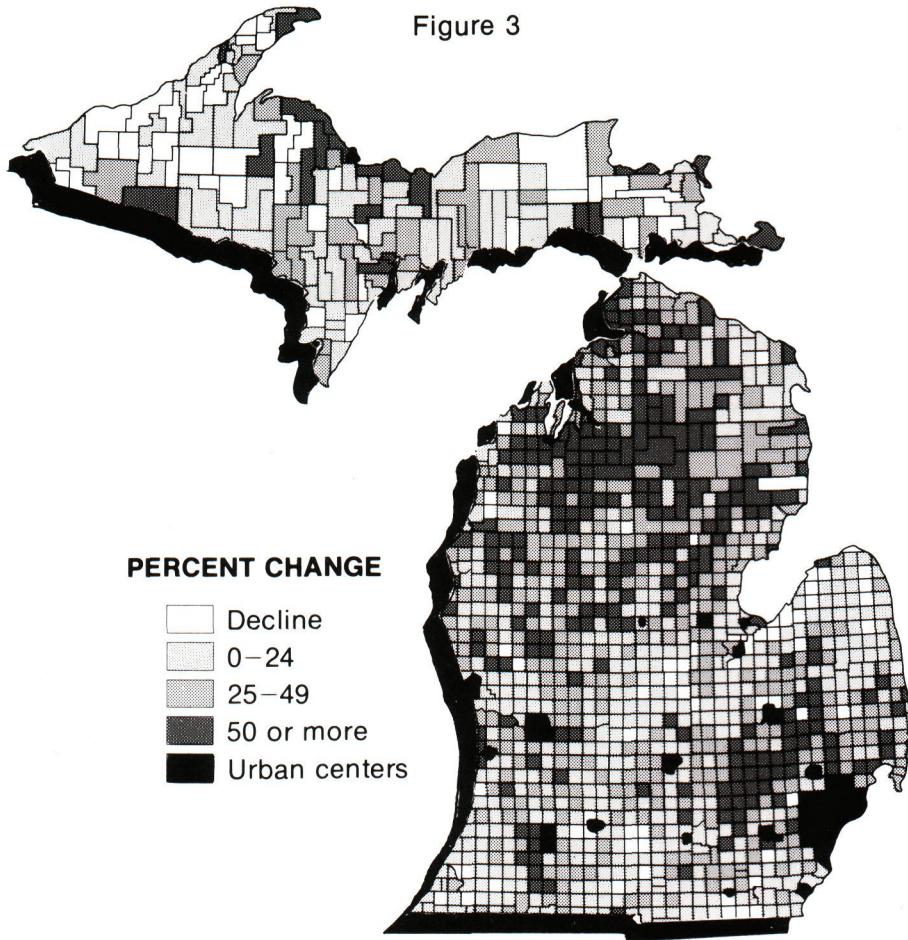 Figure 3
PERCENT CHANGE
Decline
0–24
25–49
50 or more
Urban centers